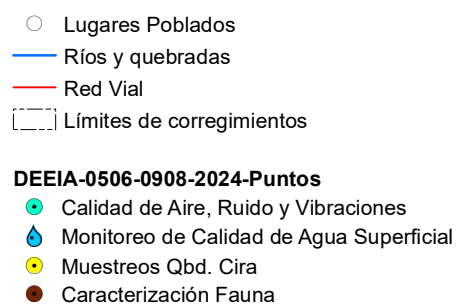 Lugares Poblados
Ríos y quebradas
Red Vial
Límites de corregimientos
DEEIA-0506-0908-2024-Puntos
Calidad de Aire, Ruido y Vibraciones
Monitoreo de Calidad de Agua Superficial
Muestreos Qbd. Cira
Caracterización Fauna